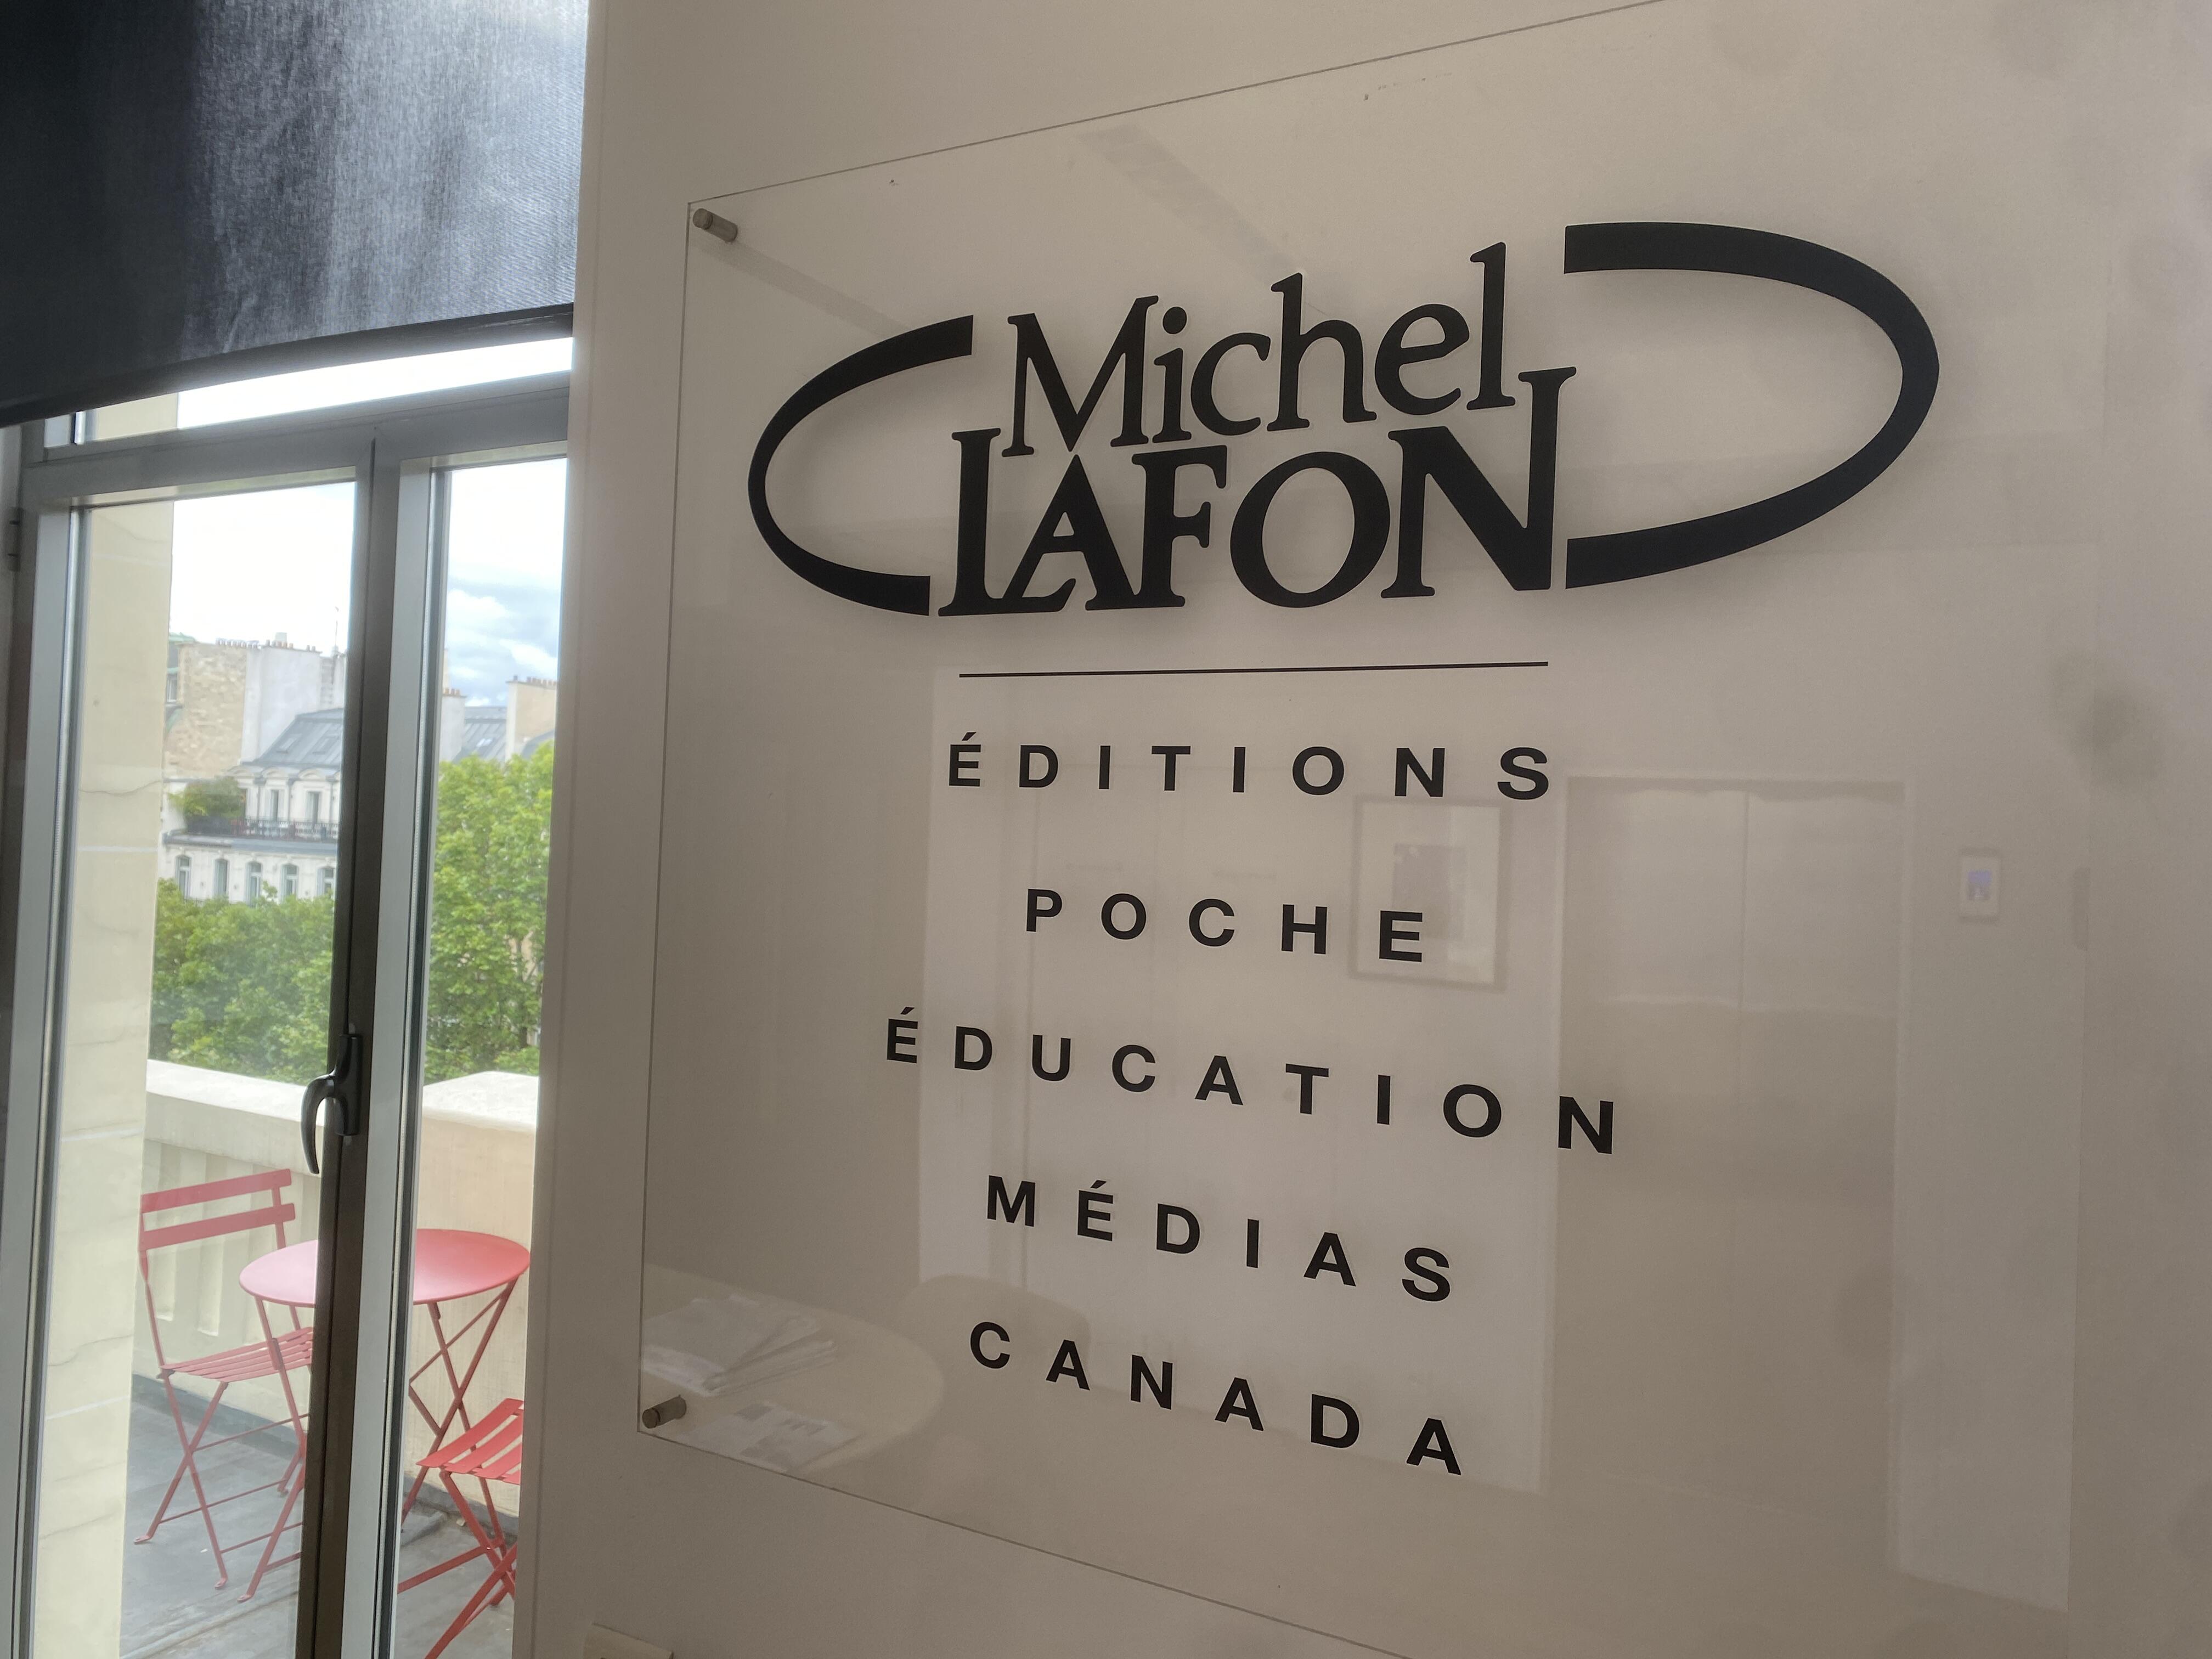 Michel
LAFON
ÉDITIONS
POCHE
ÉDUCATION
MÉDIAS
CANADA